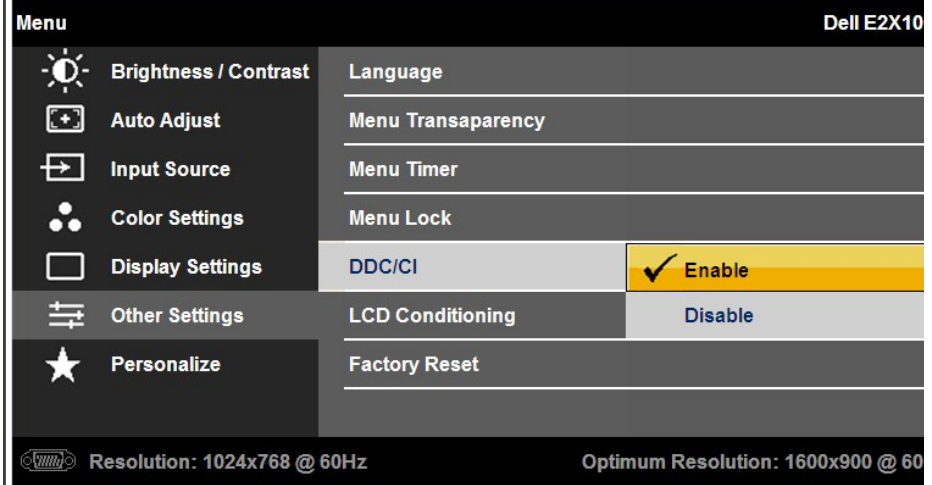 Menu Dell E2X10
Brightness / Contrast Language
Auto Adjust Menu Transaparency
Input Source Menu Timer
Color Settings Menu Lock
Display Settings DDC/CI Enable
Other Settings LCD Conditioning Disable
Personalize Factory Reset
Resolution: 1024x768 @ 60Hz Optimum Resolution: 1600x900 @ 60